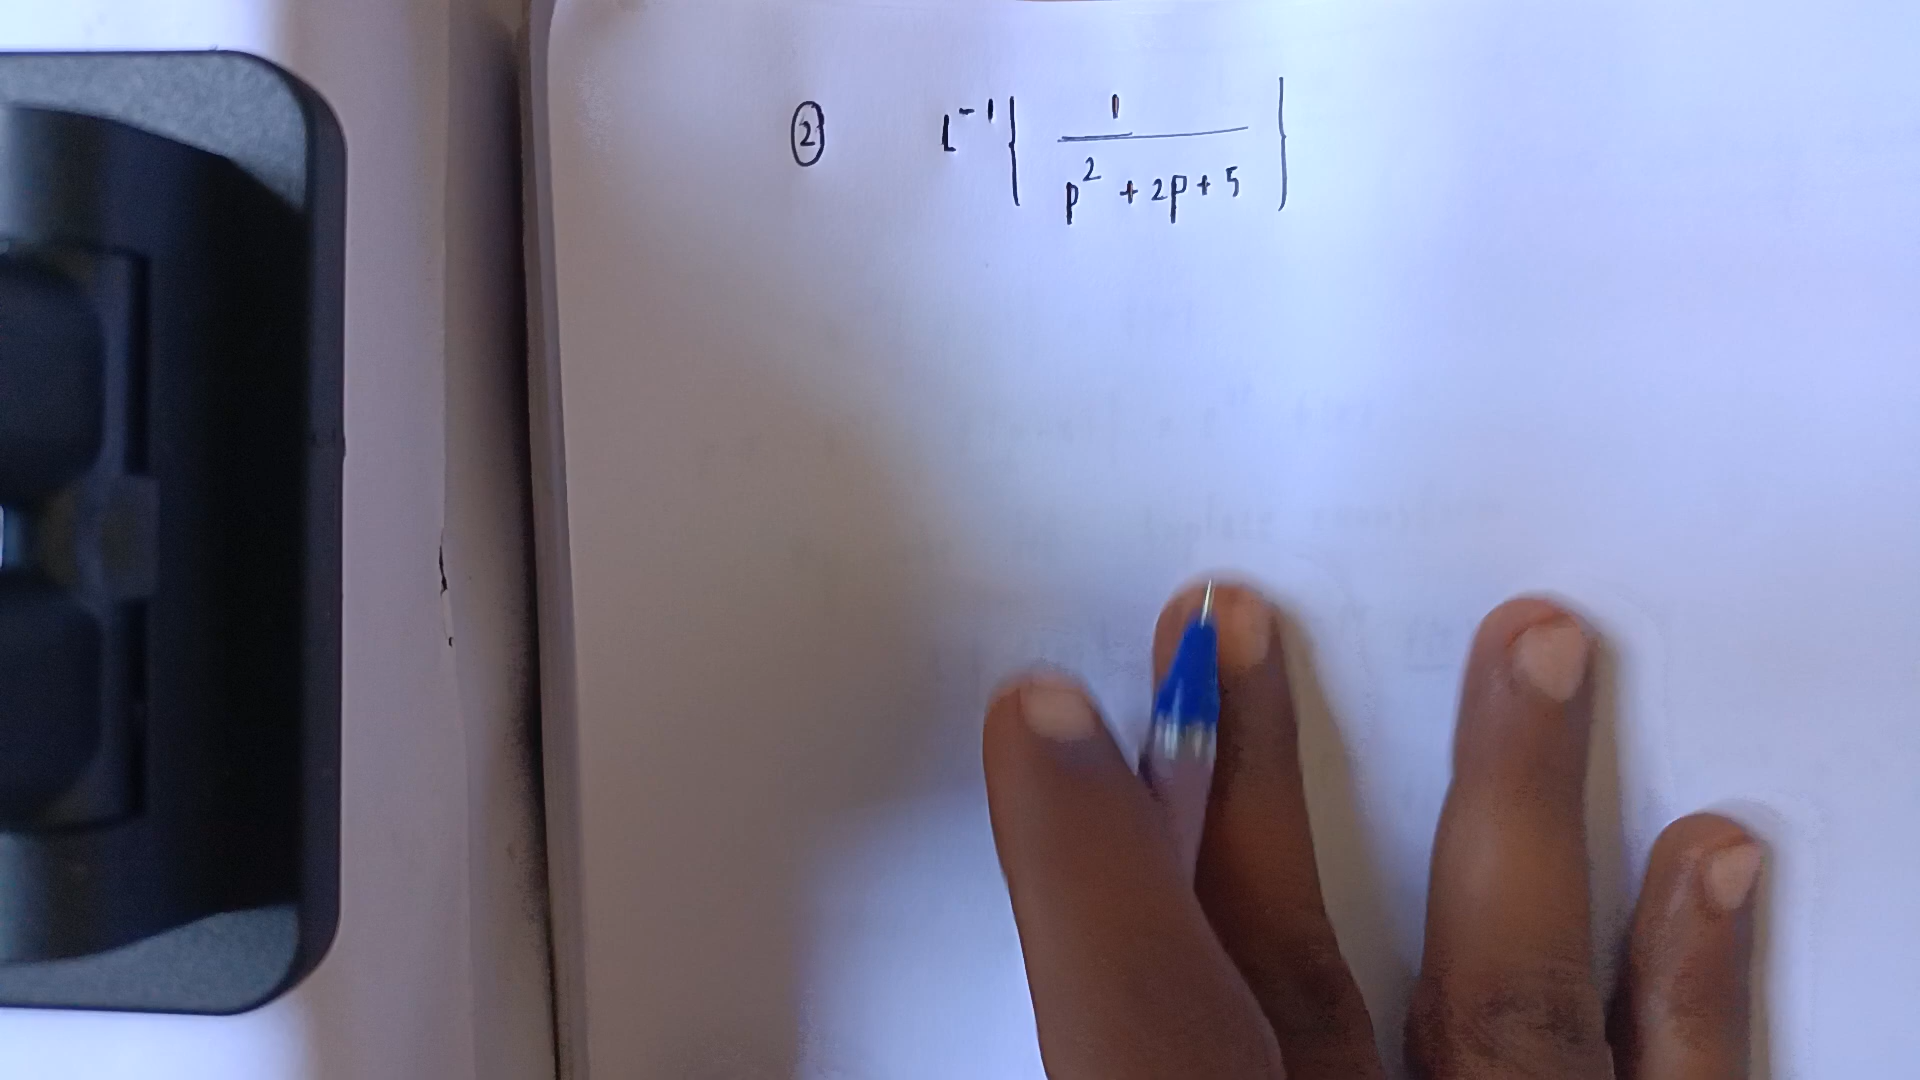 ② L⁻¹{ 1 / p² + 2p + 5 }